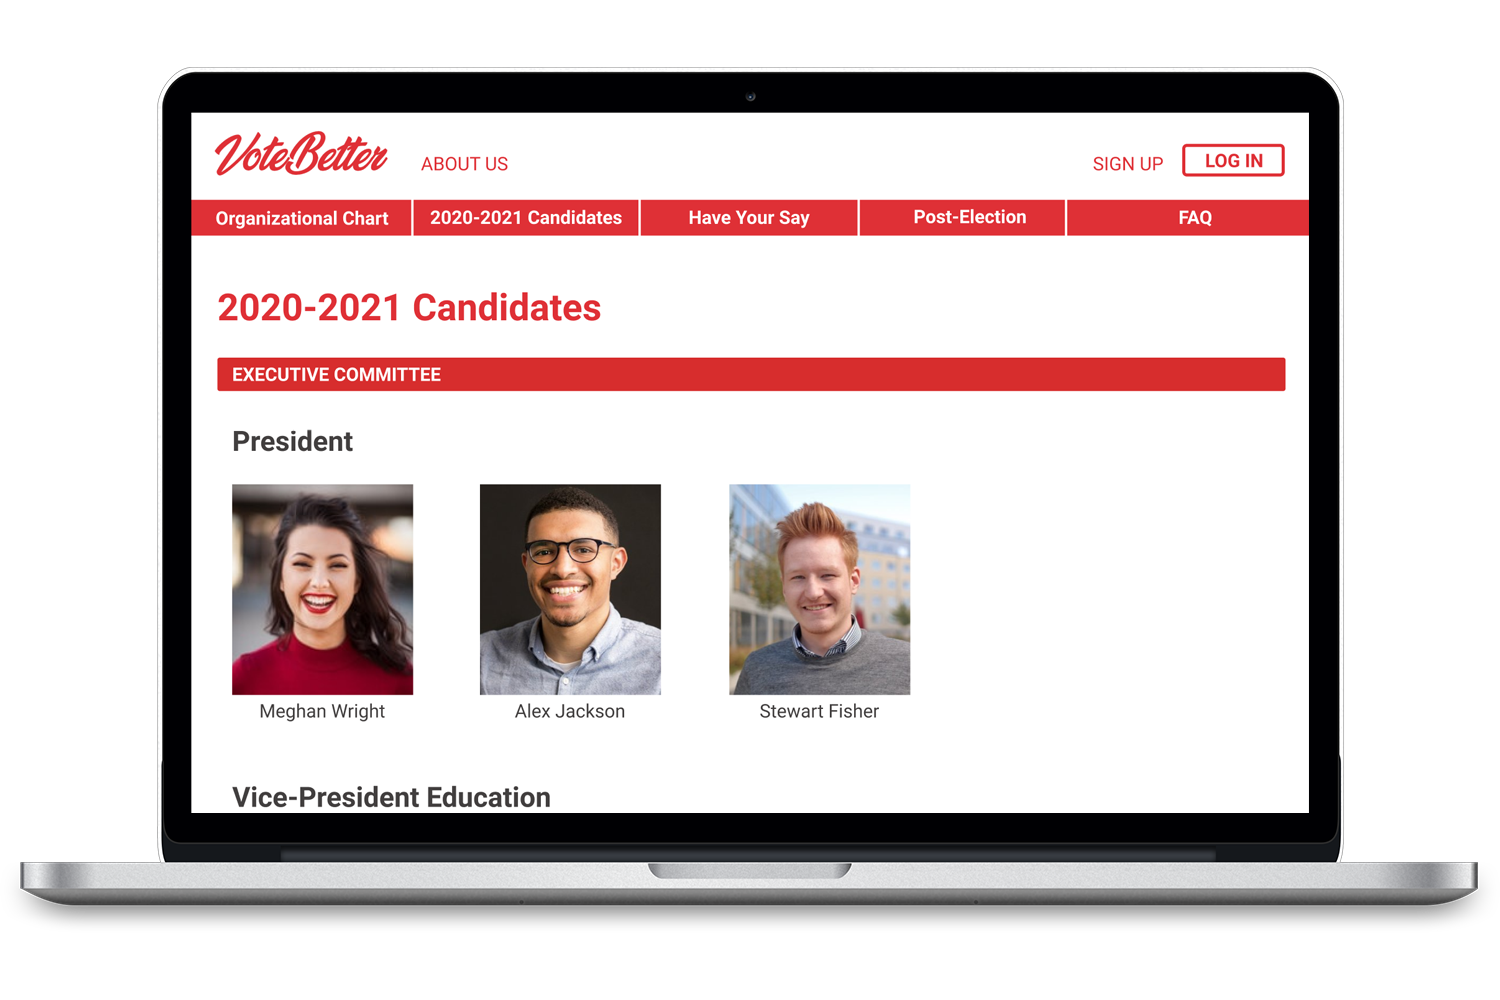 VoteBetter
ABOUT US
SIGN UP
LOG IN
Organizational Chart
2020-2021 Candidates
Have Your Say
Post-Election
FAQ
2020-2021 Candidates
EXECUTIVE COMMITTEE
President
Meghan Wright
Alex Jackson
Stewart Fisher
Vice-President Education